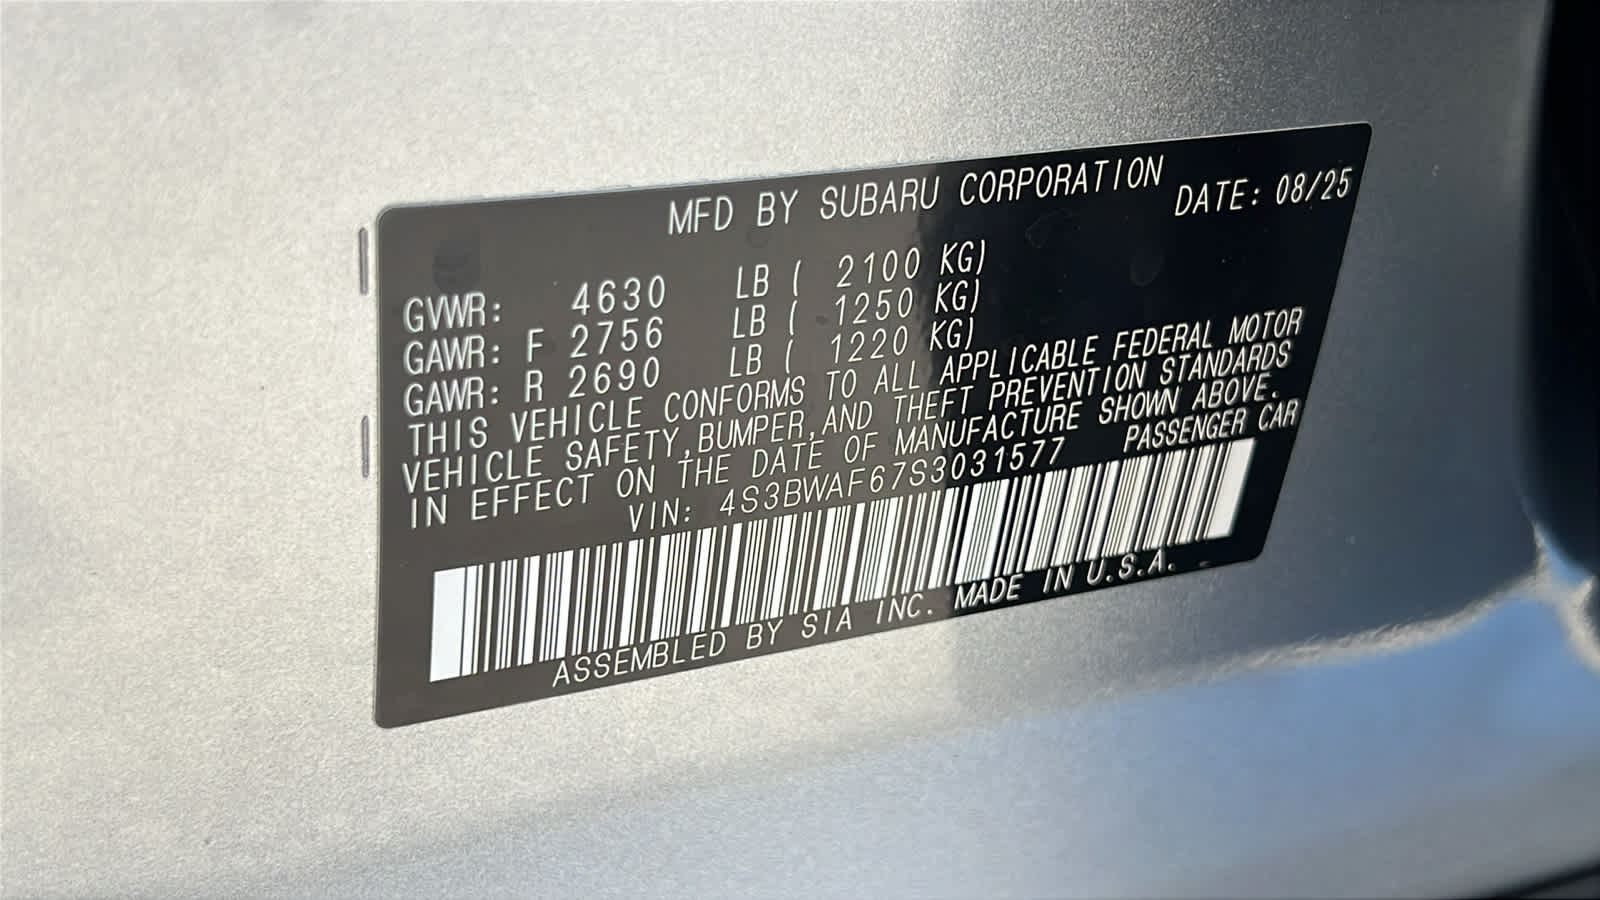 MFD BY SUBARU CORPORATION DATE: 08/25
GVWR: 4630 LB ( 2100 KG)
GAWR: F 2756 LB ( 1250 KG)
GAWR: R 2690 LB ( 1220 KG)
THIS VEHICLE CONFORMS TO ALL APPLICABLE FEDERAL MOTOR
VEHICLE SAFETY,BUMPER,AND THEFT PREVENTION STANDARDS
IN EFFECT ON THE DATE OF MANUFACTURE SHOWN ABOVE.
VIN: 4S3BWAF67S3031577 PASSENGER CAR
ASSEMBLED BY SIA INC. MADE IN U.S.A.